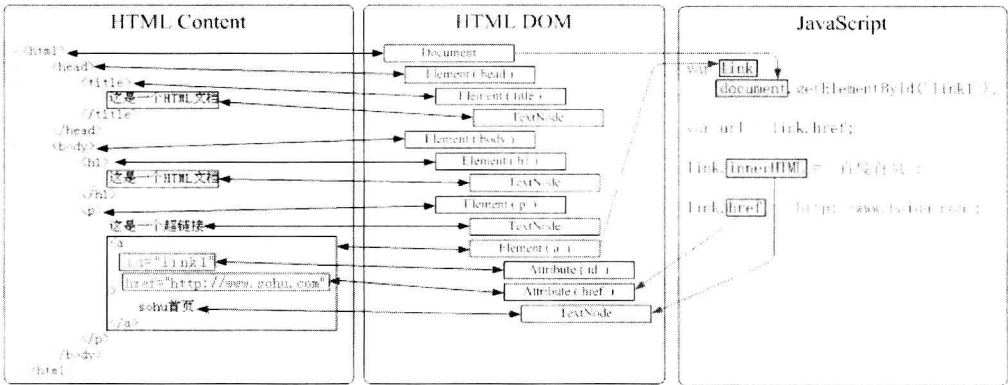 HTML Content
<html>
<head>
<title>
这是一个HTML文档
</title>
</head>
<body>
<h1>
这是一个HTML文档
</h1>
<p>
这是一个超链接
<a
id="link1"
href="http://www.sohu.com"
>
sohu首页
</a>
</p>
</body>
</html>
HTML DOM
Document
Element ( head )
Element ( title )
TextNode
Element ( body )
Element ( h1 )
TextNode
Element ( p )
TextNode
Element ( a )
Attribute ( id )
Attribute ( href )
TextNode
JavaScript
var link
document.getElementById('link1');
var url link.href;
link.innerHTML =
link.href